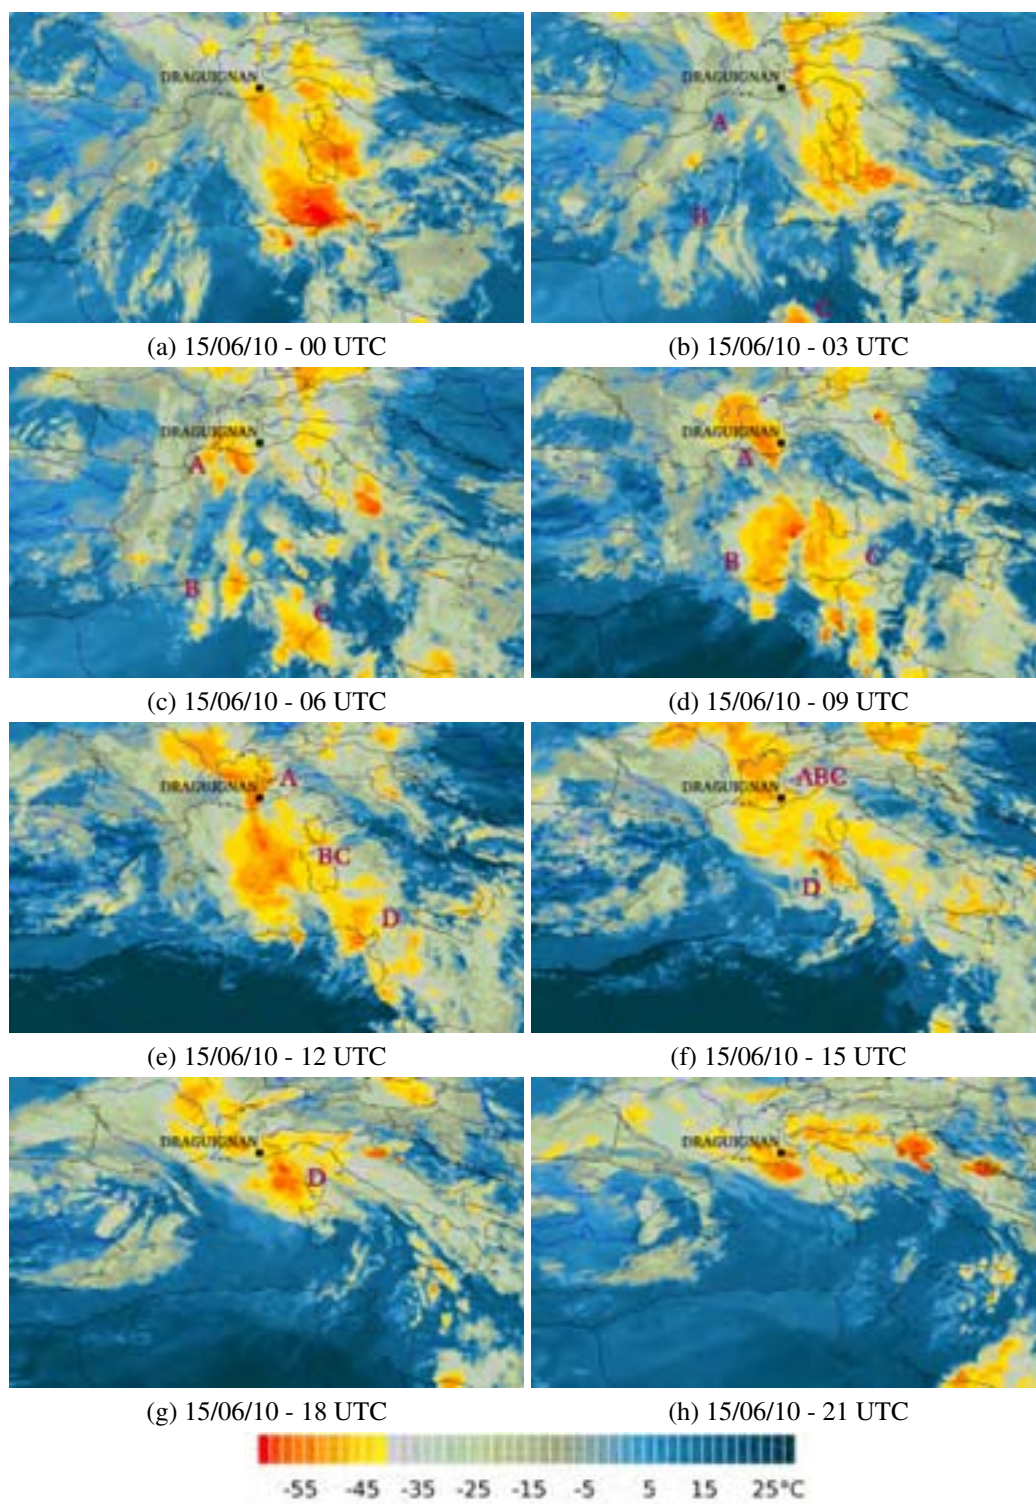 DRAGUIGNAN
DRAGUIGNAN
A
B
C
(a) 15/06/10 - 00 UTC
(b) 15/06/10 - 03 UTC
DRAGUIGNAN
A
B
C
DRAGUIGNAN
A
B
C
(c) 15/06/10 - 06 UTC
(d) 15/06/10 - 09 UTC
DRAGUIGNAN
A
BC
D
DRAGUIGNAN
ABC
D
(e) 15/06/10 - 12 UTC
(f) 15/06/10 - 15 UTC
DRAGUIGNAN
D
DRAGUIGNAN
(g) 15/06/10 - 18 UTC
(h) 15/06/10 - 21 UTC
-55 -45 -35 -25 -15 -5 5 15 25°C